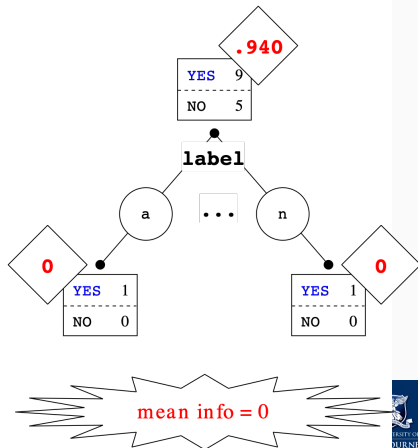 .940
YES 9
NO 5
label
a ... n
0 0
YES 1 YES 1
NO 0 NO 0
mean info = 0